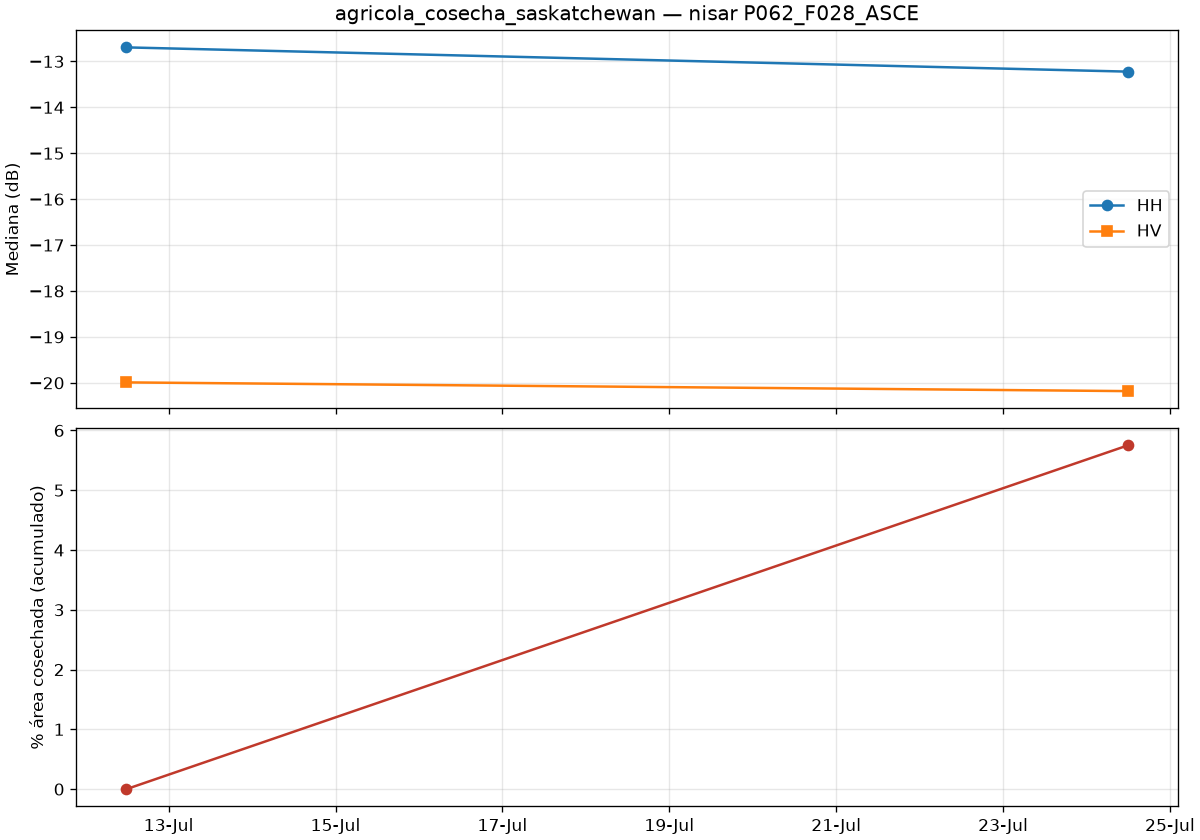 agricola_cosecha_saskatchewan — nisar P062_F028_ASCE
Mediana (dB)
−13
−14
−15
−16
−17
−18
−19
−20
HH
HV
% área cosechada (acumulado)
6
5
4
3
2
1
0
13-Jul 15-Jul 17-Jul 19-Jul 21-Jul 23-Jul 25-Jul